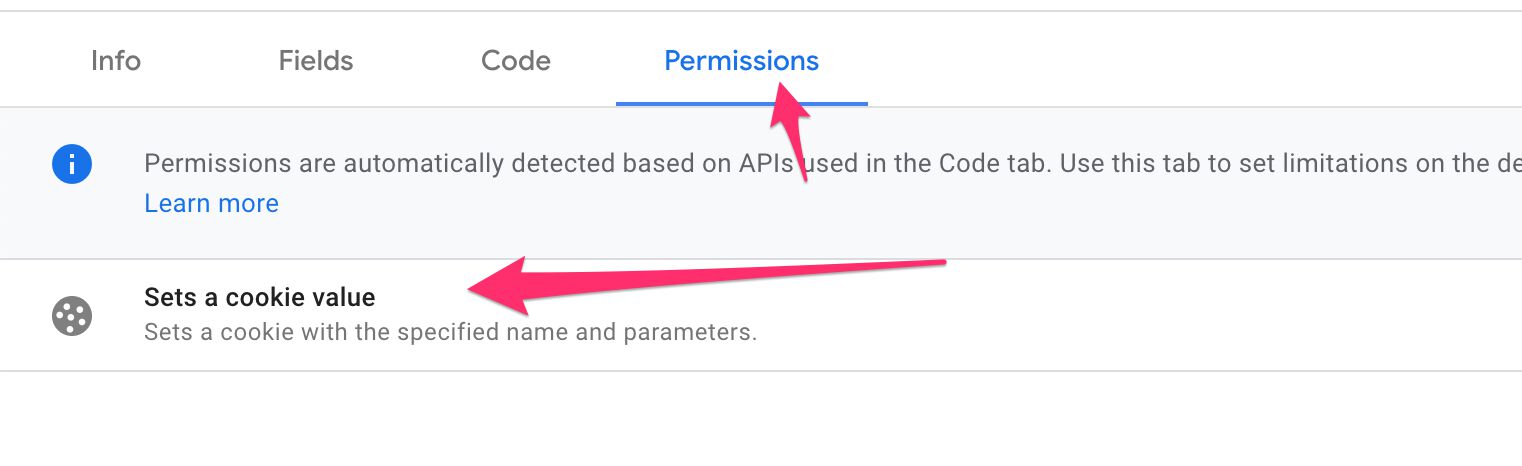 Info Fields Code Permissions
Permissions are automatically detected based on APIs used in the Code tab. Use this tab to set limitations on the de
Learn more
Sets a cookie value
Sets a cookie with the specified name and parameters.